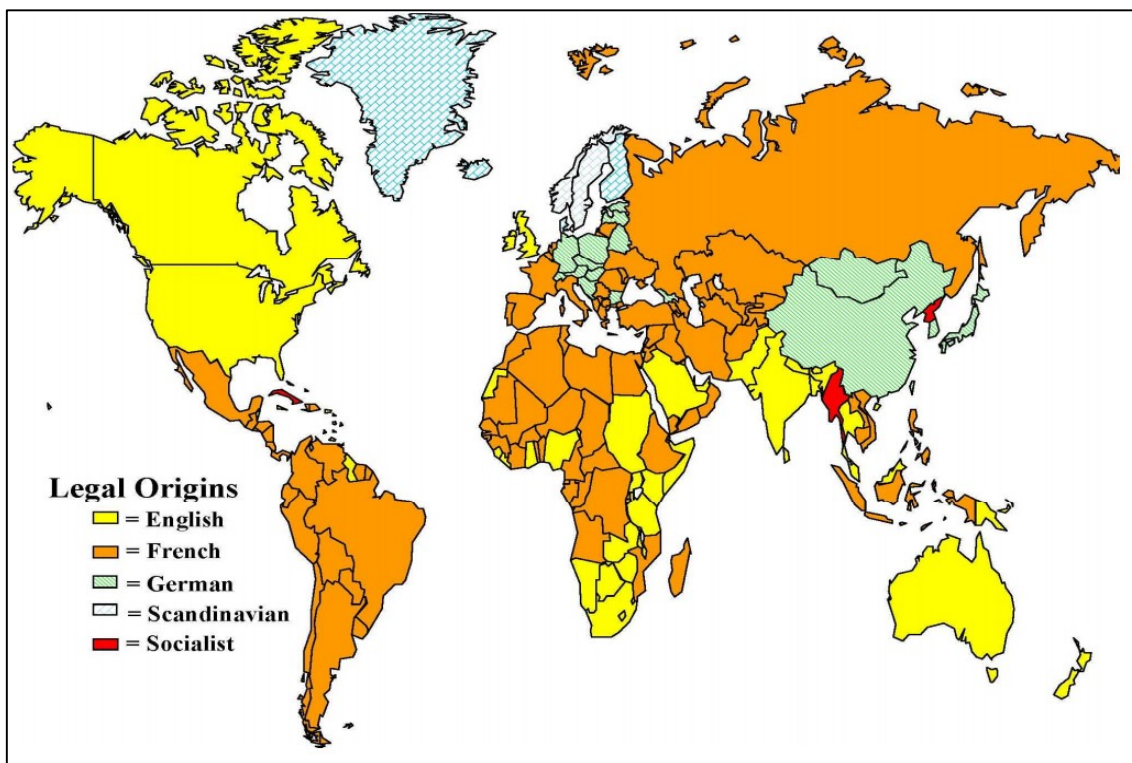 Legal Origins
= English
= French
= German
= Scandinavian
= Socialist